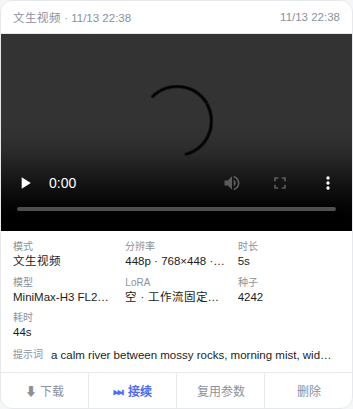 文生视频 · 11/13 22:38
11/13 22:38
0:00
模式 分辨率 时长
文生视频 448p · 768×448 ·... 5s
模型 LoRA 种子
MiniMax-H3 FL2... 空 · 工作流固定... 4242
耗时
44s
提示词 a calm river between mossy rocks, morning mist, wid...
⬇ 下载 ⏭ 接续 复用参数 删除